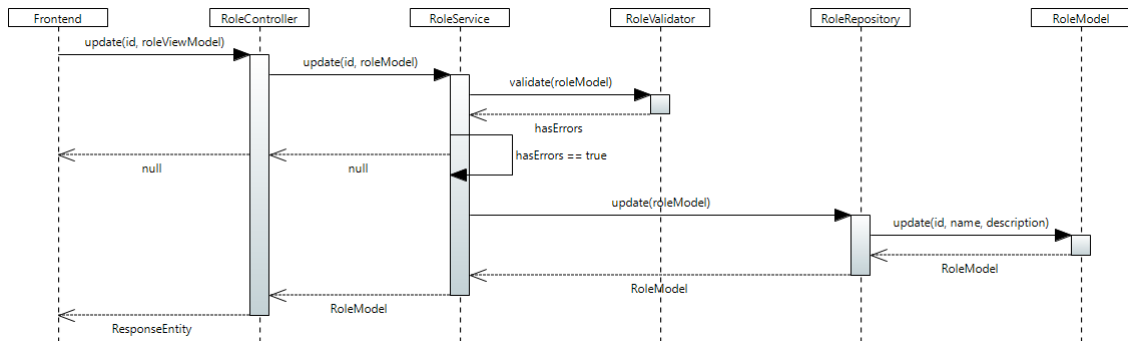 Frontend
RoleController
RoleService
RoleValidator
RoleRepository
RoleModel
update(id, roleViewModel)
update(id, roleModel)
validate(roleModel)
hasErrors
hasErrors == true
null
null
update(roleModel)
update(id, name, description)
RoleModel
RoleModel
RoleModel
ResponseEntity